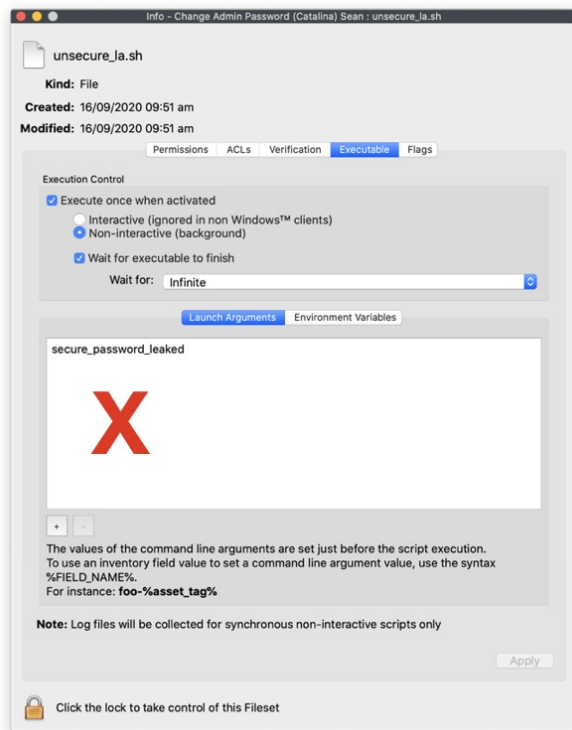 Info - Change Admin Password (Catalina) Sean : unsecure_la.sh
unsecure_la.sh
Kind: File
Created: 16/09/2020 09:51 am
Modified: 16/09/2020 09:51 am
Permissions ACLs Verification Executable Flags
Execution Control
Execute once when activated
Interactive (ignored in non Windows™ clients)
Non-interactive (background)
Wait for executable to finish
Wait for: Infinite
Launch Arguments Environment Variables
secure_password_leaked
X
+ -
The values of the command line arguments are set just before the script execution.
To use an inventory field value to set a command line argument value, use the syntax
%FIELD_NAME%.
For instance: foo-%asset_tag%
Note: Log files will be collected for synchronous non-interactive scripts only
Apply
Click the lock to take control of this Fileset